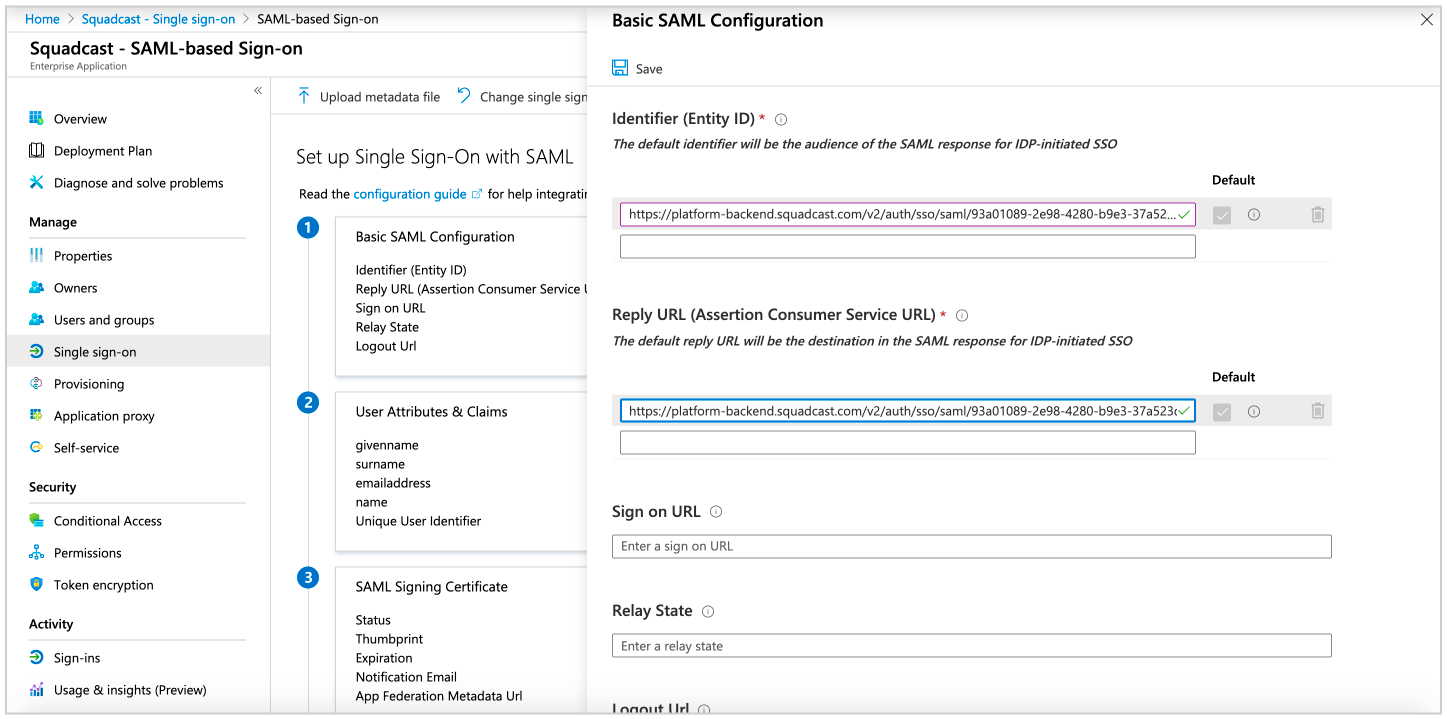 Home > Squadcast - Single sign-on > SAML-based Sign-on
Squadcast - SAML-based Sign-on
Enterprise Application
«
Overview
Deployment Plan
Diagnose and solve problems
Manage
Properties
Owners
Users and groups
Single sign-on
Provisioning
Application proxy
Self-service
Security
Conditional Access
Permissions
Token encryption
Activity
Sign-ins
Usage & insights (Preview)
Upload metadata file
Change single sign
Set up Single Sign-On with SAML
Read the configuration guide for help integratin
1
Basic SAML Configuration
Identifier (Entity ID)
Reply URL (Assertion Consumer Service U
Sign on URL
Relay State
Logout Url
2
User Attributes & Claims
givenname
surname
emailaddress
name
Unique User Identifier
3
SAML Signing Certificate
Status
Thumbprint
Expiration
Notification Email
App Federation Metadata Url
Basic SAML Configuration
Save
Identifier (Entity ID) *
The default identifier will be the audience of the SAML response for IDP-initiated SSO
Default
https://platform-backend.squadcast.com/v2/auth/sso/saml/93a01089-2e98-4280-b9e3-37a52...
Reply URL (Assertion Consumer Service URL) *
The default reply URL will be the destination in the SAML response for IDP-initiated SSO
Default
https://platform-backend.squadcast.com/v2/auth/sso/saml/93a01089-2e98-4280-b9e3-37a523
Sign on URL
Enter a sign on URL
Relay State
Enter a relay state
Logout Url